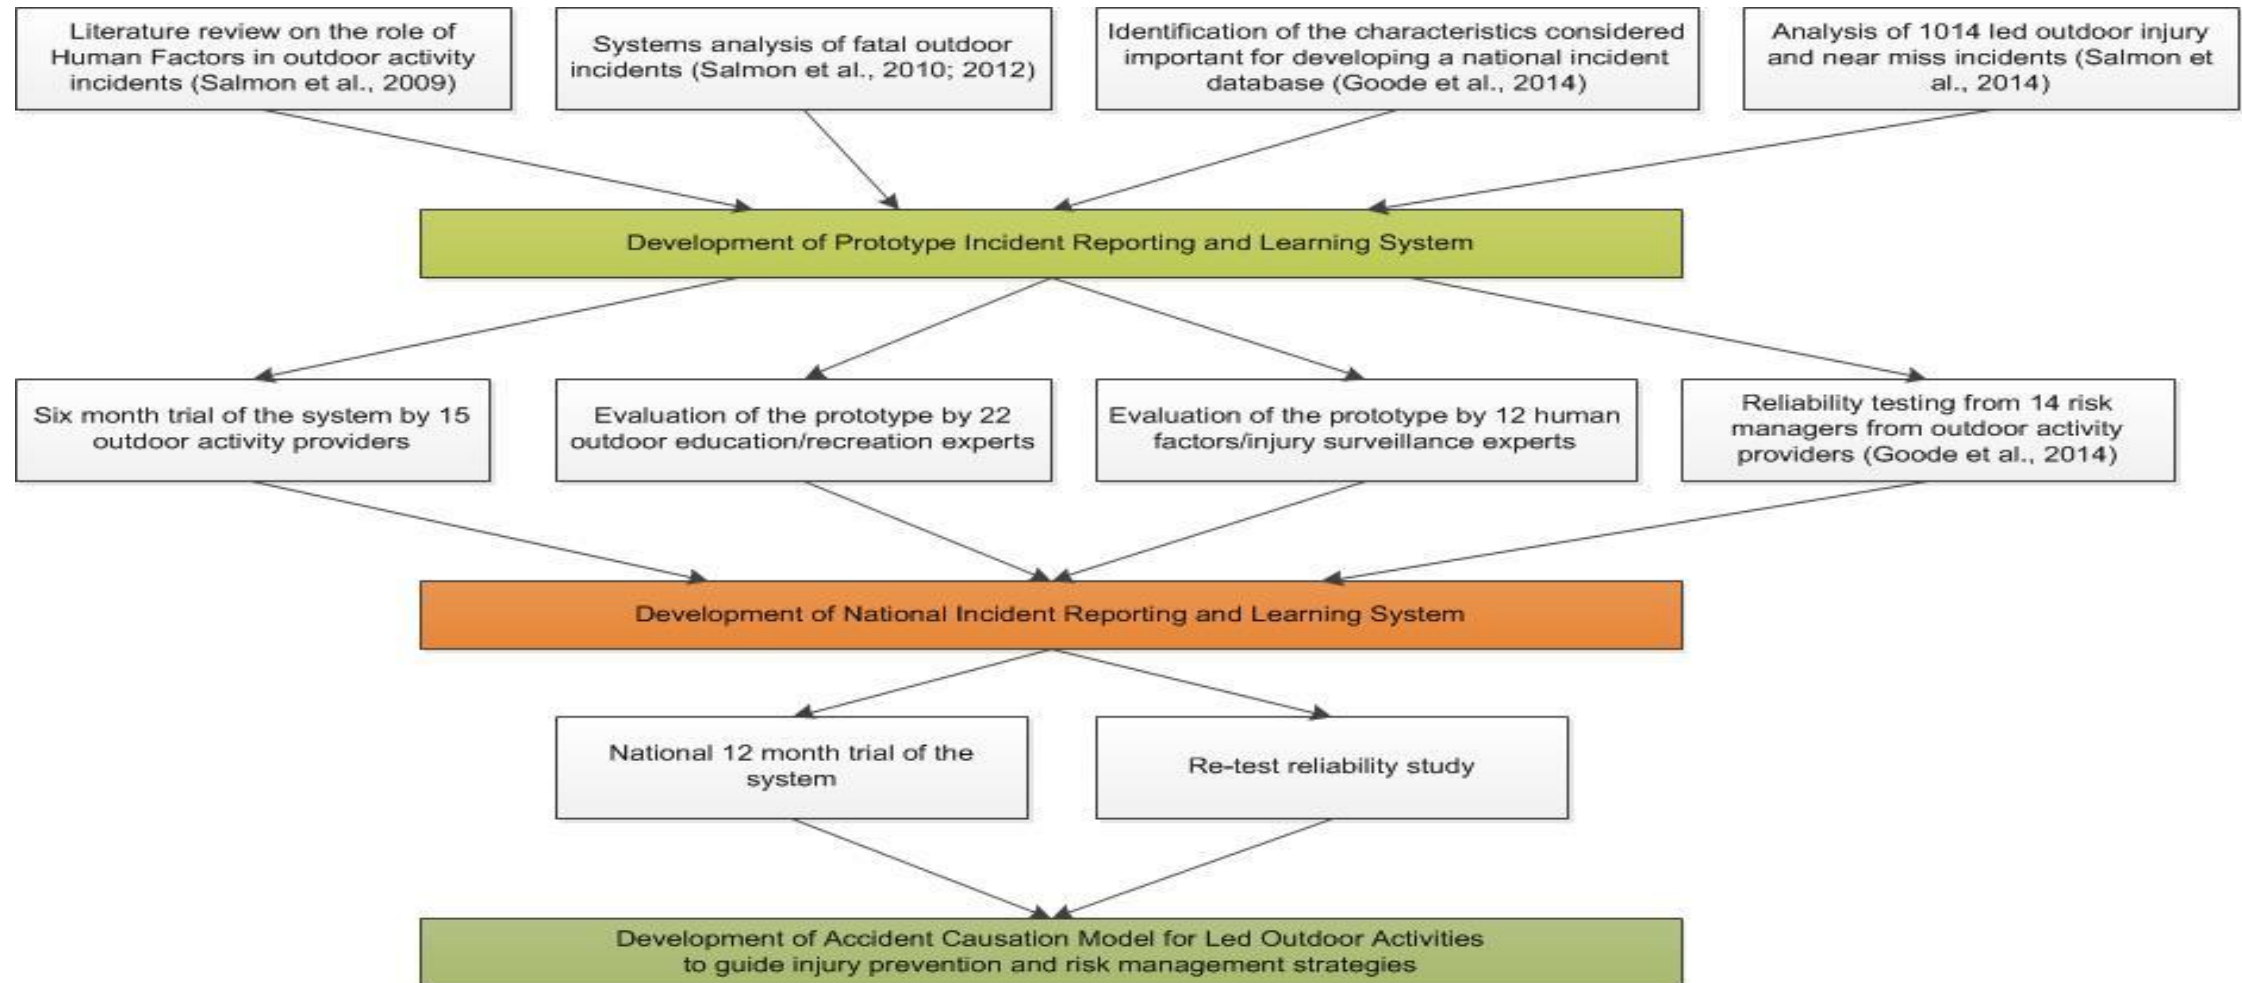 Literature review on the role of
Human Factors in outdoor activity
incidents (Salmon et al., 2009)
Systems analysis of fatal outdoor
incidents (Salmon et al., 2010; 2012)
Identification of the characteristics considered
important for developing a national incident
database (Goode et al., 2014)
Analysis of 1014 led outdoor injury
and near miss incidents (Salmon et
al., 2014)
Development of Prototype Incident Reporting and Learning System
Six month trial of the system by 15
outdoor activity providers
Evaluation of the prototype by 22
outdoor education/recreation experts
Evaluation of the prototype by 12 human
factors/injury surveillance experts
Reliability testing from 14 risk
managers from outdoor activity
providers (Goode et al., 2014)
Development of National Incident Reporting and Learning System
National 12 month trial of the
system
Re-test reliability study
Development of Accident Causation Model for Led Outdoor Activities
to guide injury prevention and risk management strategies